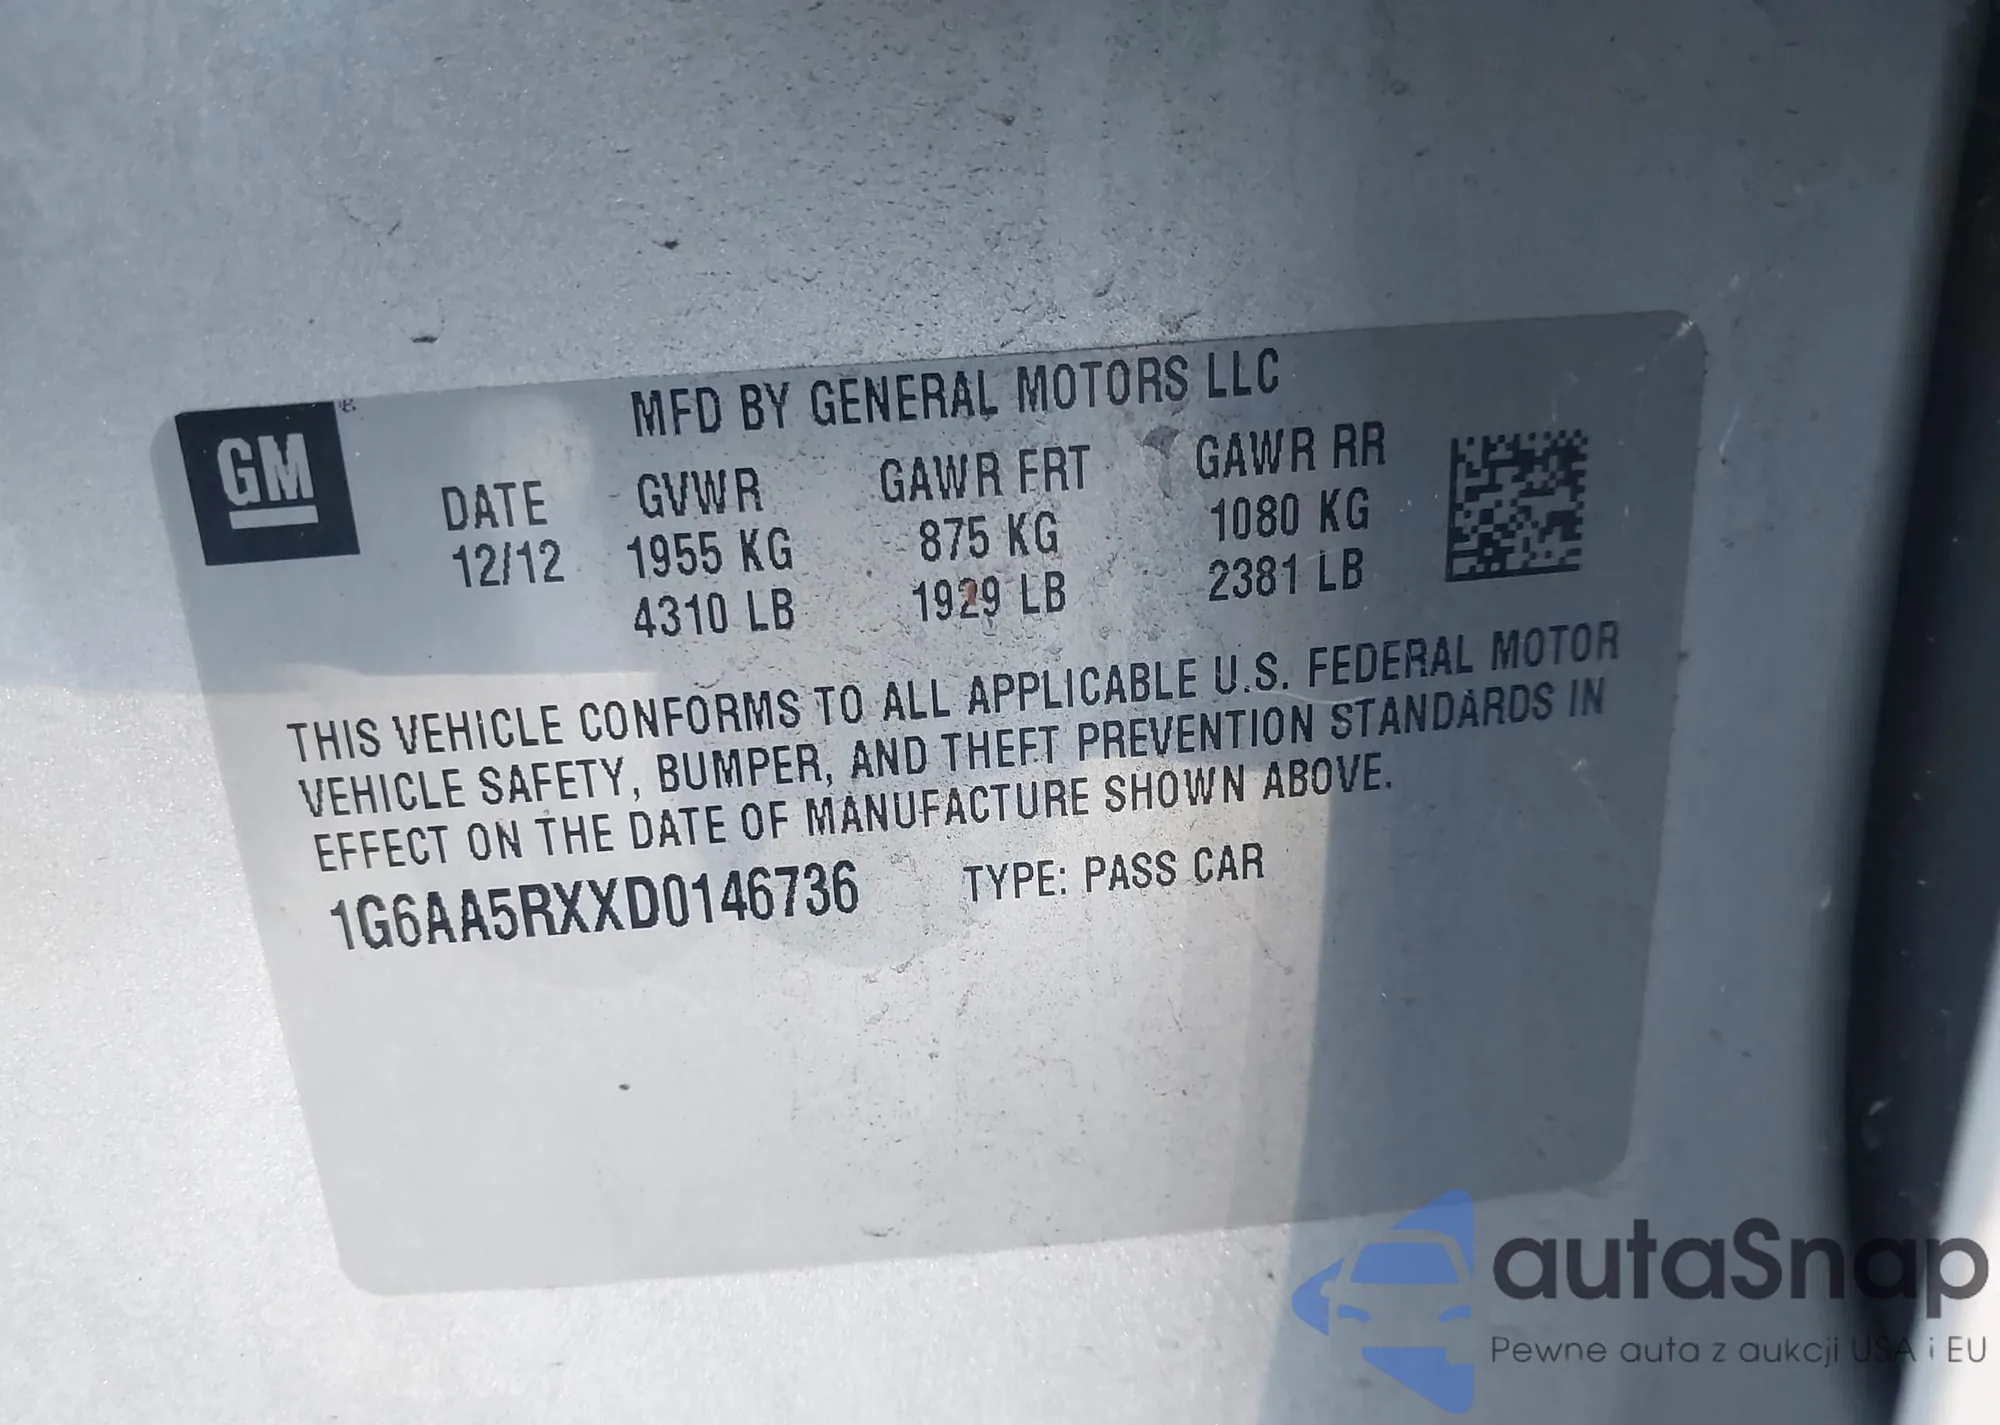 MFD BY GENERAL MOTORS LLC
GM
DATE GVWR GAWR FRT GAWR RR
12/12 1955 KG 875 KG 1080 KG
4310 LB 1929 LB 2381 LB
THIS VEHICLE CONFORMS TO ALL APPLICABLE U.S. FEDERAL MOTOR
VEHICLE SAFETY, BUMPER, AND THEFT PREVENTION STANDARDS IN
EFFECT ON THE DATE OF MANUFACTURE SHOWN ABOVE.
1G6AA5RXXD0146736 TYPE: PASS CAR
autaSnap
Pewne auta z aukcji USA i EU